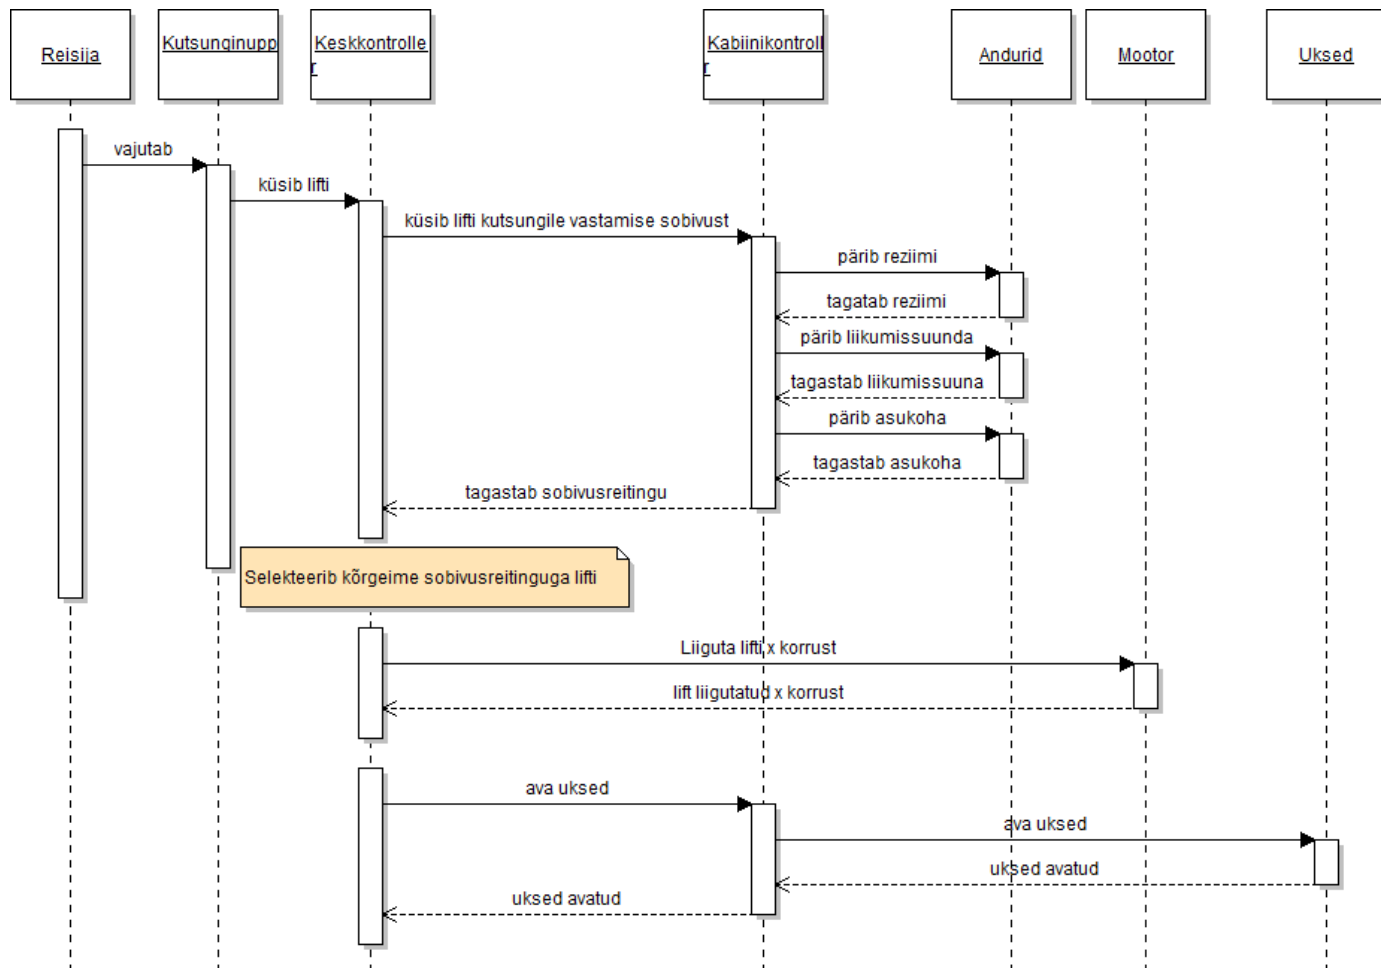 Reisija
Kutsunginupp
Keskkontrolle
r
Kabiinikontroll
r
Andurid
Mootor
Uksed
vajutab
küsib lifti
küsib lifti kutsungile vastamise sobivust
pärib reziimi
tagatab reziimi
pärib liikumissuunda
tagastab liikumissuuna
pärib asukoha
tagastab asukoha
tagastab sobivusreitingu
Selekteerib kõrgeime sobivusreitinguga lifti
Liiguta lifti x korrust
lift liigutatud x korrust
ava uksed
ava uksed
uksed avatud
uksed avatud